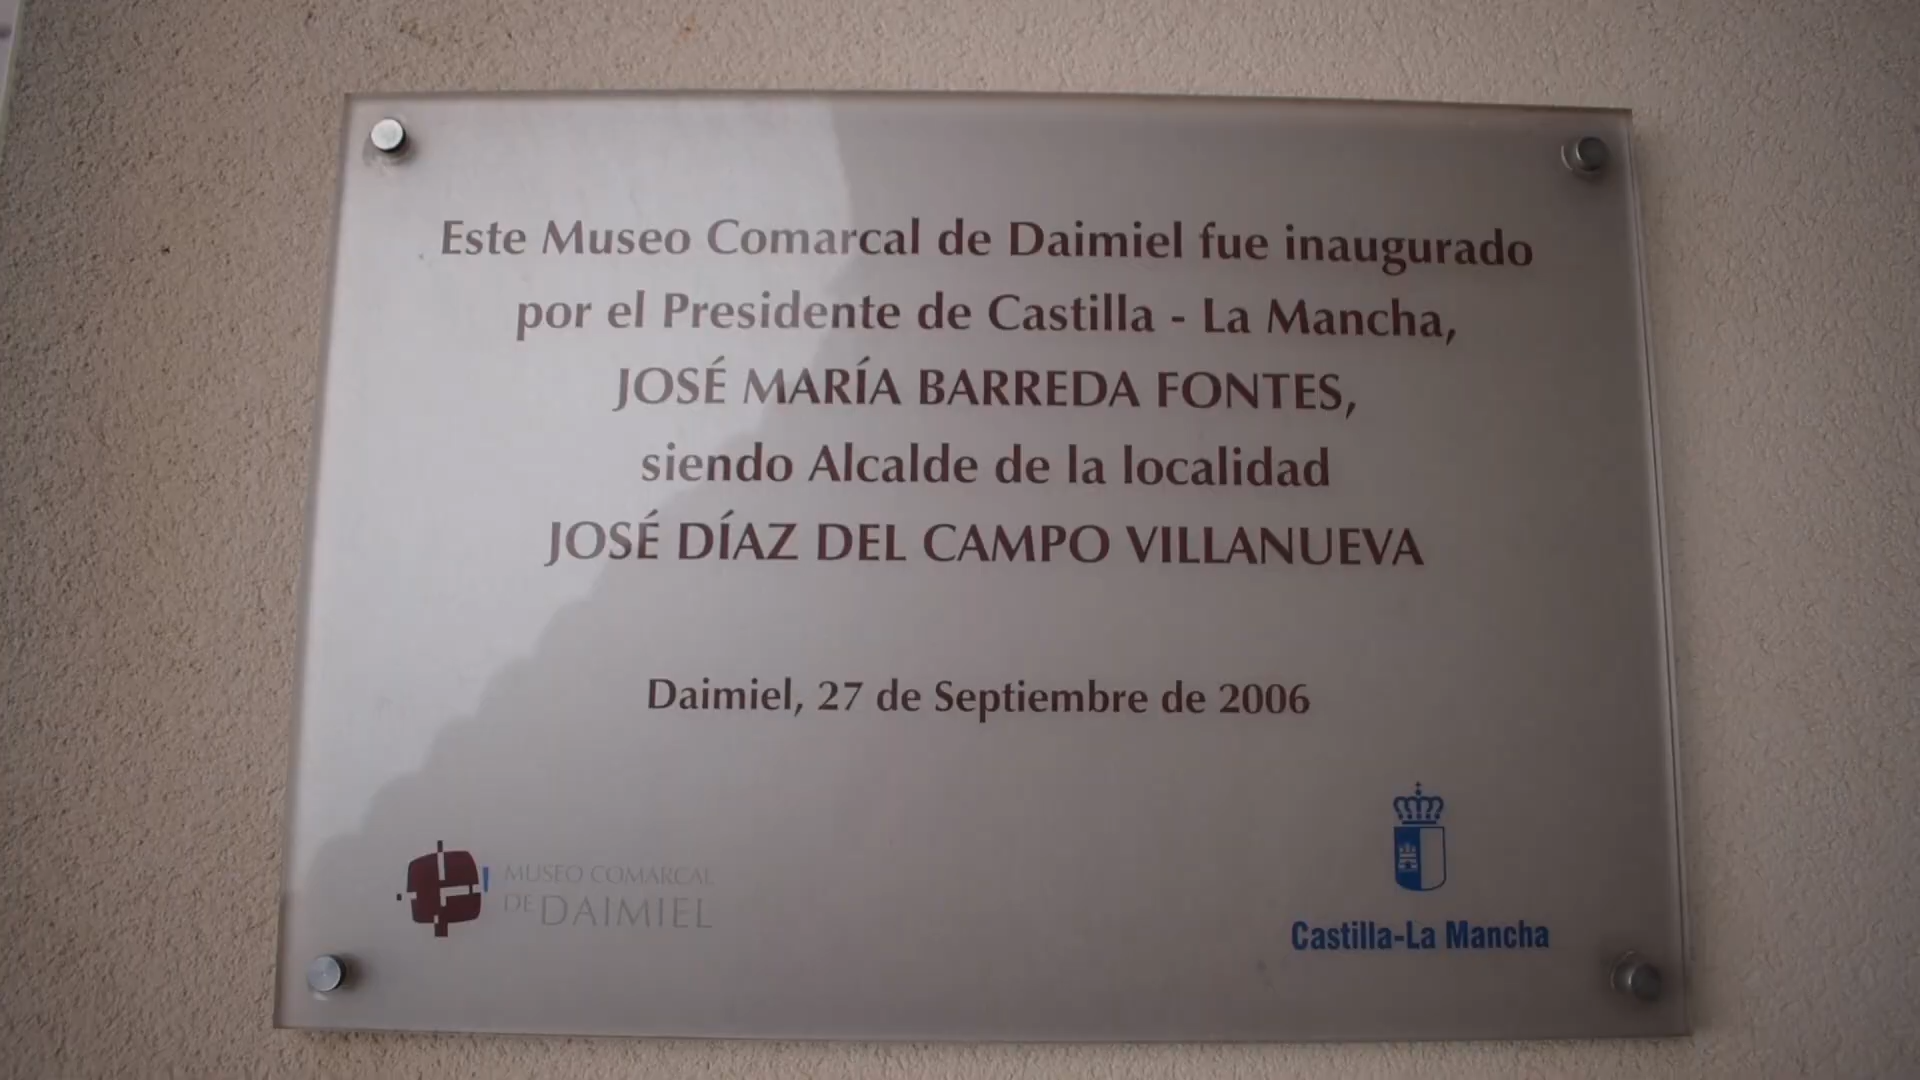 Este Museo Comarcal de Daimiel fue inaugurado
por el Presidente de Castilla - La Mancha,
JOSÉ MARÍA BARREDA FONTES,
siendo Alcalde de la localidad
JOSÉ DÍAZ DEL CAMPO VILLANUEVA
Daimiel, 27 de Septiembre de 2006
MUSEO COMARCAL
DE DAIMIEL
Castilla-La Mancha